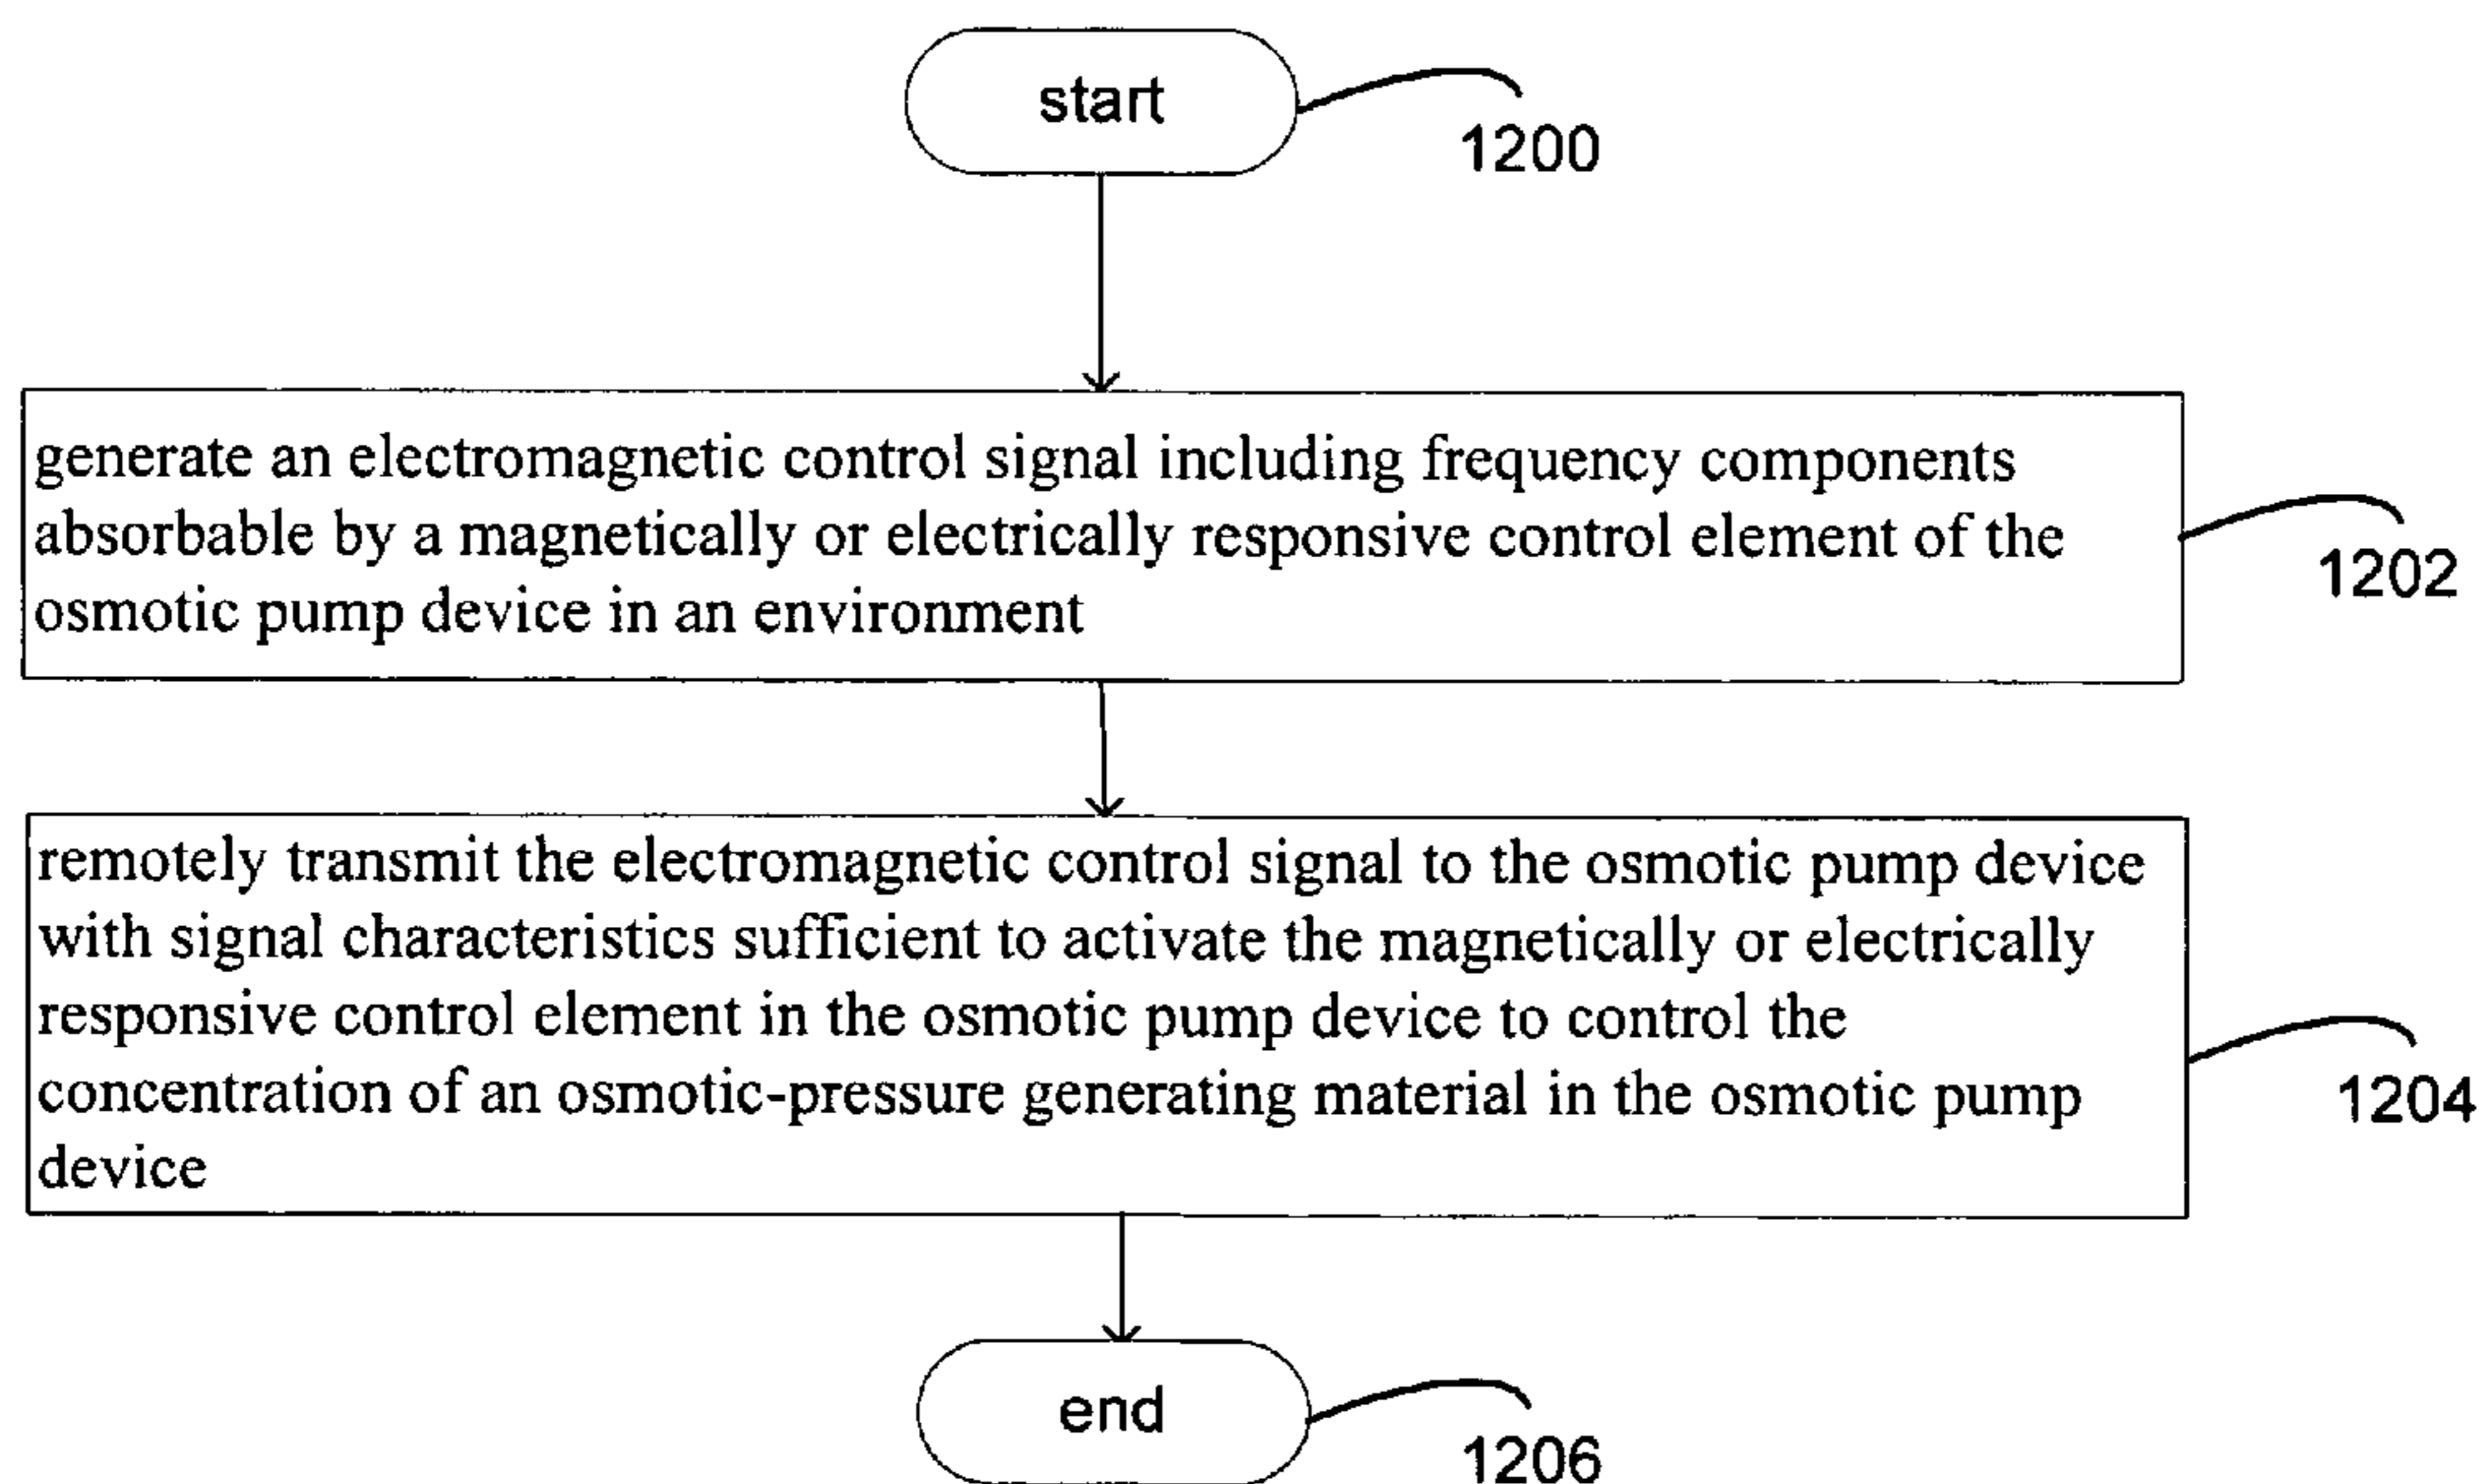 start
1200
generate an electromagnetic control signal including frequency components
absorbable by a magnetically or electrically responsive control element of the
osmotic pump device in an environment
1202
remotely transmit the electromagnetic control signal to the osmotic pump device
with signal characteristics sufficient to activate the magnetically or electrically
responsive control element in the osmotic pump device to control the
concentration of an osmotic-pressure generating material in the osmotic pump
device
1204
end
1206